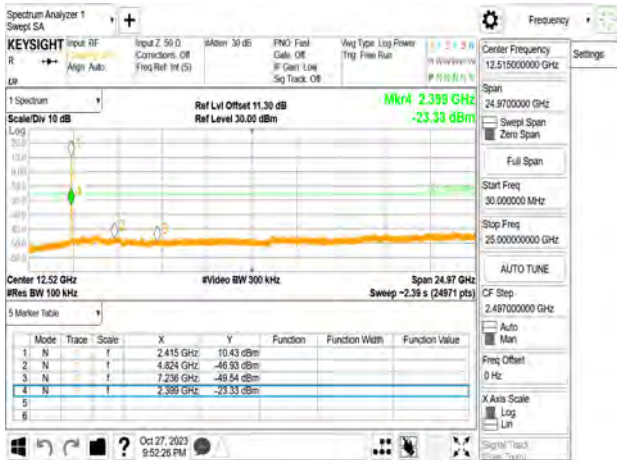 Spectrum Analyzer 1
Swept SA
+
Frequency
KEYSIGHT
Input: RF
Align: Auto
R
Input Z: 50 Ω
Corrections: Off
Freq Ref: Int (S)
#Atten: 30 dB
PNO: Fast
Gate: Off
IF Gain: Low
Sig Track: Off
Avg Type: Log-Power
Trig: Free Run
Center Frequency
12.515000000 GHz
Settings
Span
24.9700000 GHz
Swept Span
Zero Span
Full Span
Start Freq
30.000000 MHz
Stop Freq
25.000000000 GHz
AUTO TUNE
CF Step
2.497000000 GHz
Auto
Man
Freq Offset
0 Hz
X Axis Scale
Log
Lin
Signal Track
1 Spectrum
Scale/Div 10 dB
Log
Ref Lvl Offset 11.30 dB
Ref Level 30.00 dBm
Mkr4 2.399 GHz
-23.33 dBm
Center 12.52 GHz
#Res BW 100 kHz
#Video BW 300 kHz
Span 24.97 GHz
Sweep ~2.39 s (24971 pts)
5 Marker Table
Mode Trace Scale X Y Function Function Width Function Value
1 N f 2.415 GHz 10.43 dBm
2 N f 4.824 GHz -46.93 dBm
3 N f 7.236 GHz -49.54 dBm
4 N f 2.399 GHz -23.33 dBm
5
6
?
Oct 27, 2023
9:52:26 PM